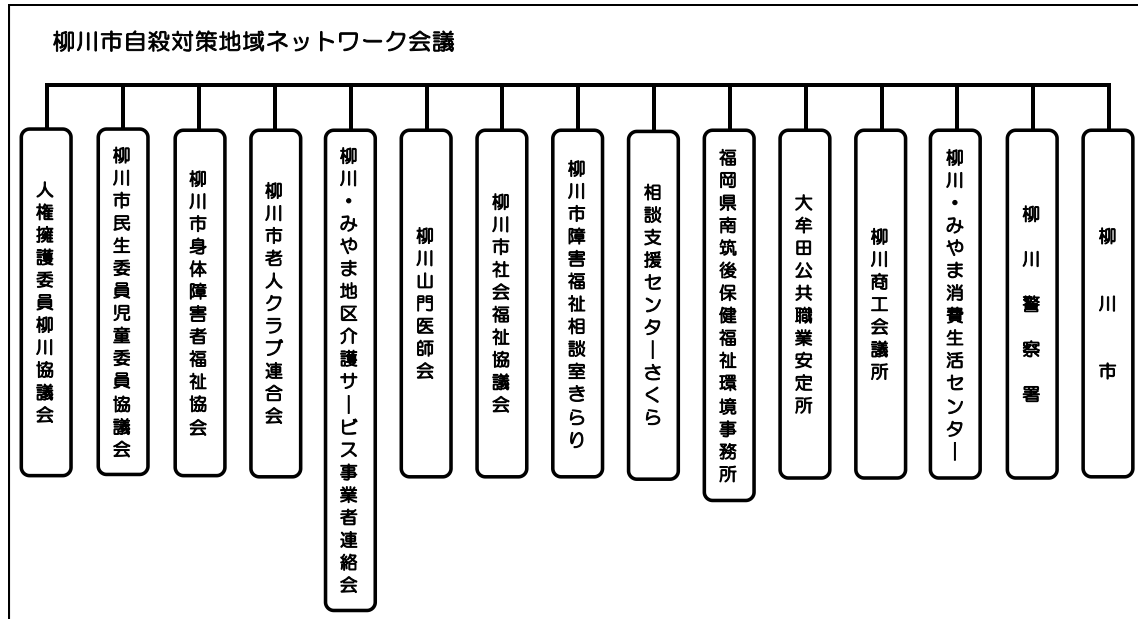 柳川市自殺対策地域ネットワーク会議
人権擁護委員柳川協議会
柳川市民生委員児童委員協議会
柳川市身体障害者福祉協会
柳川市老人クラブ連合会
柳川・みやま地区介護サービス事業者連絡会
柳川山門医師会
柳川市社会福祉協議会
柳川市障害福祉相談室きらり
相談支援センターさくら
福岡県南筑後保健福祉環境事務所
大牟田公共職業安定所
柳川商工会議所
柳川・みやま消費生活センター
柳川警察署
柳川市